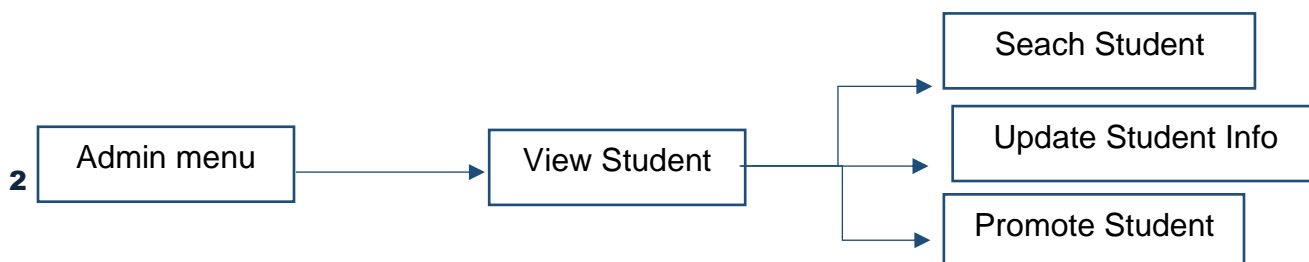 Seach Student
Update Student Info
Admin menu
View Student
2
Promote Student